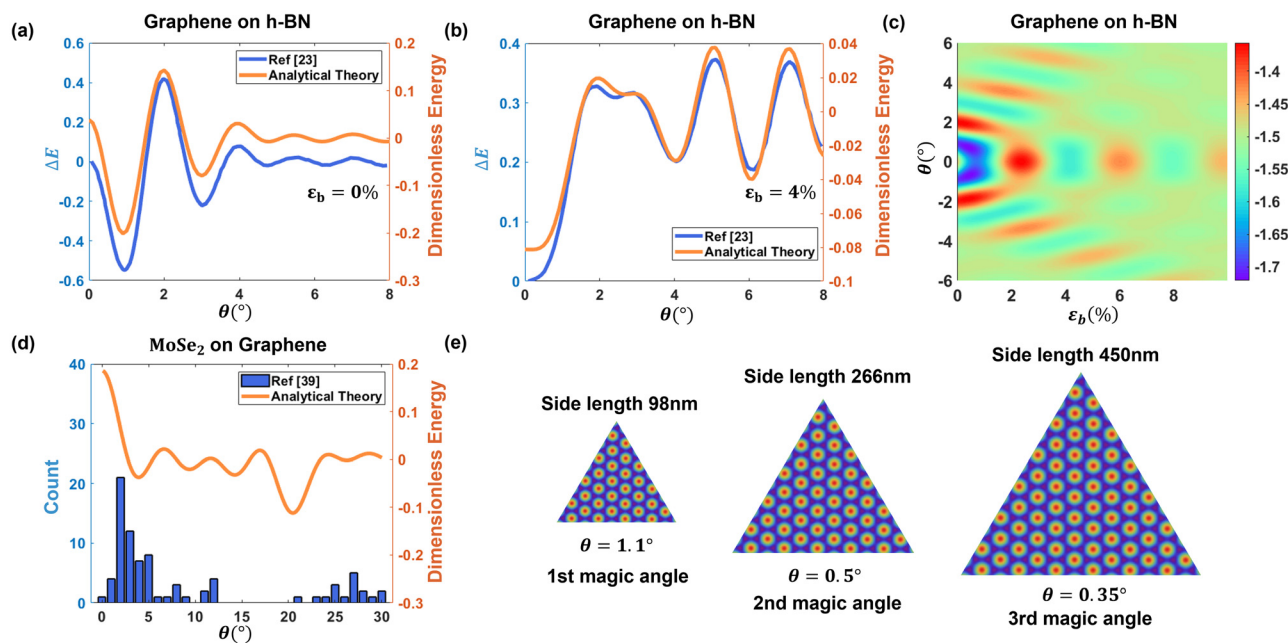 (a)
Graphene on h-BN
0.6
0.4
0.2
0
-0.2
-0.4
-0.6
ΔE
0.2
0.1
0
-0.1
-0.2
-0.3
Dimensionless Energy
Ref [23]
Analytical Theory
ε_b = 0%
0 2 4 6 8
θ(°)
(b)
Graphene on h-BN
0.4
0.3
0.2
0.1
0
ΔE
0.04
0.02
0
-0.02
-0.04
-0.06
-0.08
-0.1
Dimensionless Energy
ε_b = 4%
Ref [23]
Analytical Theory
0 2 4 6 8
θ(°)
(c)
Graphene on h-BN
6
4
2
0
-2
-4
-6
θ(°)
0 2 4 6 8
ε_b(%)
-1.4
-1.45
-1.5
-1.55
-1.6
-1.65
-1.7
(d)
MoSe₂ on Graphene
40
30
20
10
0
Count
0.2
0.1
0
-0.1
-0.2
-0.3
Dimensionless Energy
Ref [39]
Analytical Theory
0 5 10 15 20 25 30
θ(°)
(e)
Side length 98nm
θ = 1.1°
1st magic angle
Side length 266nm
θ = 0.5°
2nd magic angle
Side length 450nm
θ = 0.35°
3rd magic angle